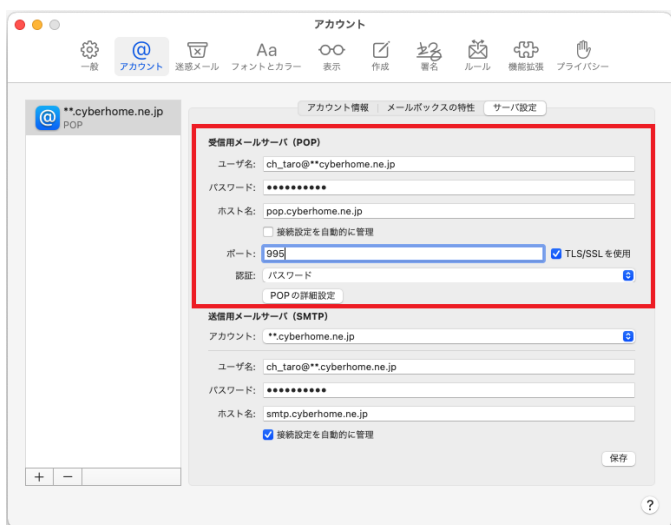 アカウント
一般 アカウント 迷惑メール フォントとカラー 表示 作成 署名 ルール 機能拡張 プライバシー
**.cyberhome.ne.jp
POP
アカウント情報 メールボックスの特性 サーバ設定
受信用メールサーバ（POP）
ユーザ名: ch_taro@**cyberhome.ne.jp
パスワード: ●●●●●●●●●●
ホスト名: pop.cyberhome.ne.jp
接続設定を自動的に管理
ポート: 995 TLS/SSL を使用
認証: パスワード
POP の詳細設定
送信用メールサーバ（SMTP）
アカウント: **.cyberhome.ne.jp
ユーザ名: ch_taro@**.cyberhome.ne.jp
パスワード: ●●●●●●●●●●
ホスト名: smtp.cyberhome.ne.jp
接続設定を自動的に管理
保存
+ −
?